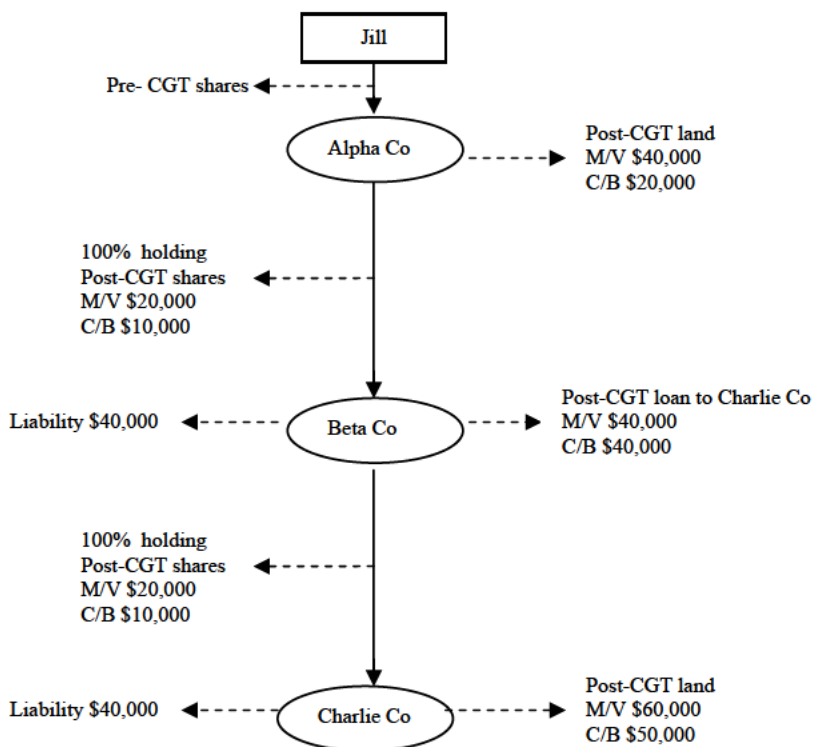 Jill
Pre- CGT shares
Alpha Co
Post-CGT land
M/V $40,000
C/B $20,000
100% holding
Post-CGT shares
M/V $20,000
C/B $10,000
Liability $40,000
Beta Co
Post-CGT loan to Charlie Co
M/V $40,000
C/B $40,000
100% holding
Post-CGT shares
M/V $20,000
C/B $10,000
Liability $40,000
Charlie Co
Post-CGT land
M/V $60,000
C/B $50,000